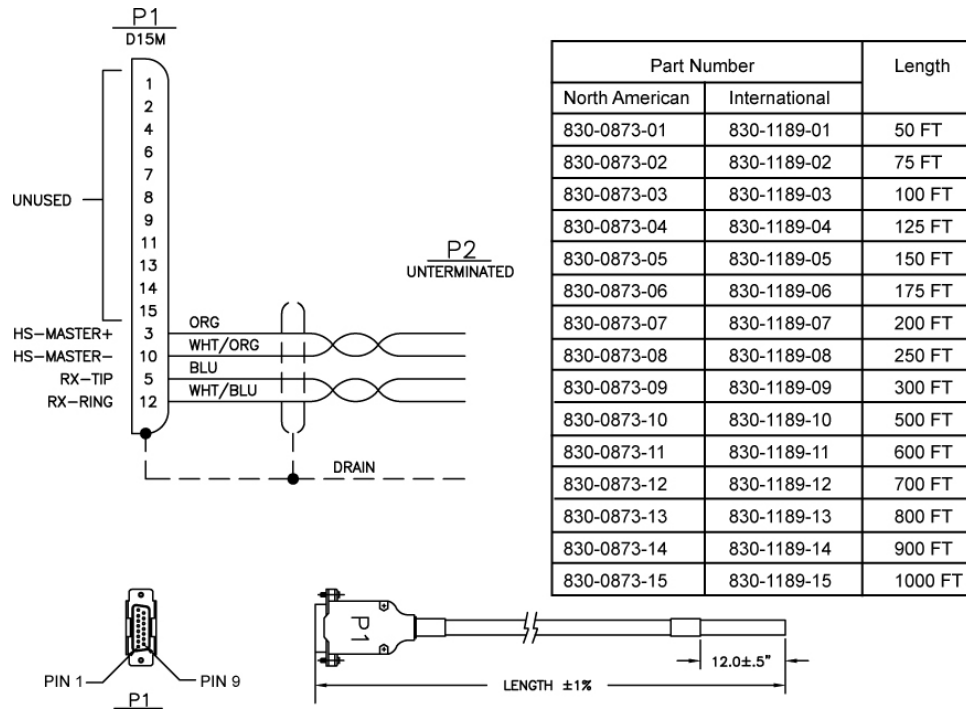 P1
D15M
1
2
4
6
7
8
9
11
13
14
15
UNUSED
HS-MASTER+ 3 ORG
HS-MASTER- 10 WHT/ORG
RX-TIP 5 BLU
RX-RING 12 WHT/BLU
DRAIN
P2
UNTERMINATED
Part Number Length
North American International
830-0873-01 830-1189-01 50 FT
830-0873-02 830-1189-02 75 FT
830-0873-03 830-1189-03 100 FT
830-0873-04 830-1189-04 125 FT
830-0873-05 830-1189-05 150 FT
830-0873-06 830-1189-06 175 FT
830-0873-07 830-1189-07 200 FT
830-0873-08 830-1189-08 250 FT
830-0873-09 830-1189-09 300 FT
830-0873-10 830-1189-10 500 FT
830-0873-11 830-1189-11 600 FT
830-0873-12 830-1189-12 700 FT
830-0873-13 830-1189-13 800 FT
830-0873-14 830-1189-14 900 FT
830-0873-15 830-1189-15 1000 FT
PIN 1 PIN 9
P1
P1
12.0±.5"
LENGTH ±1%